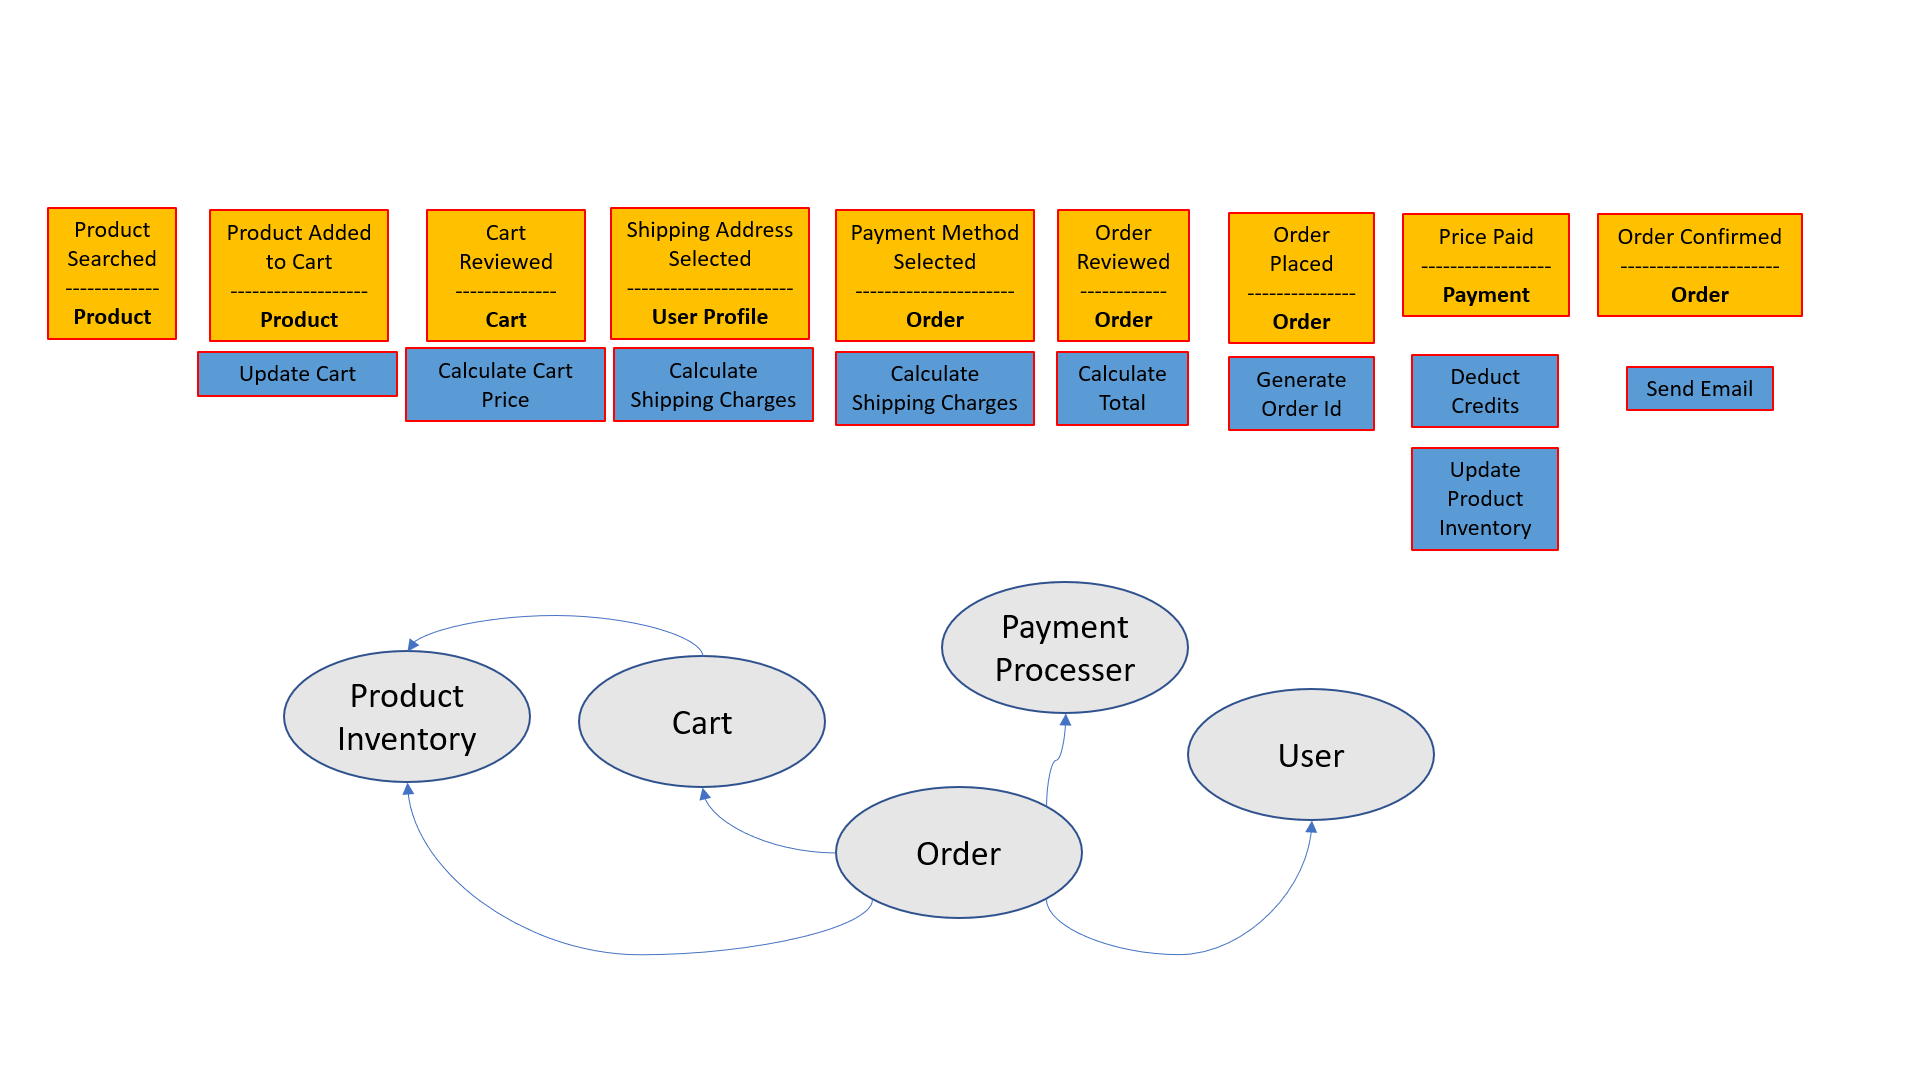 Product
Searched
-------------
Product
Product Added
to Cart
-------------------
Product
Cart
Reviewed
--------------
Cart
Shipping Address
Selected
-----------------------
User Profile
Payment Method
Selected
----------------------
Order
Order
Reviewed
------------
Order
Order
Placed
---------------
Order
Price Paid
------------------
Payment
Order Confirmed
----------------------
Order
Update Cart
Calculate Cart
Price
Calculate
Shipping Charges
Calculate
Shipping Charges
Calculate
Total
Generate
Order Id
Deduct
Credits
Send Email
Update
Product
Inventory
Product
Inventory
Cart
Payment
Processer
User
Order